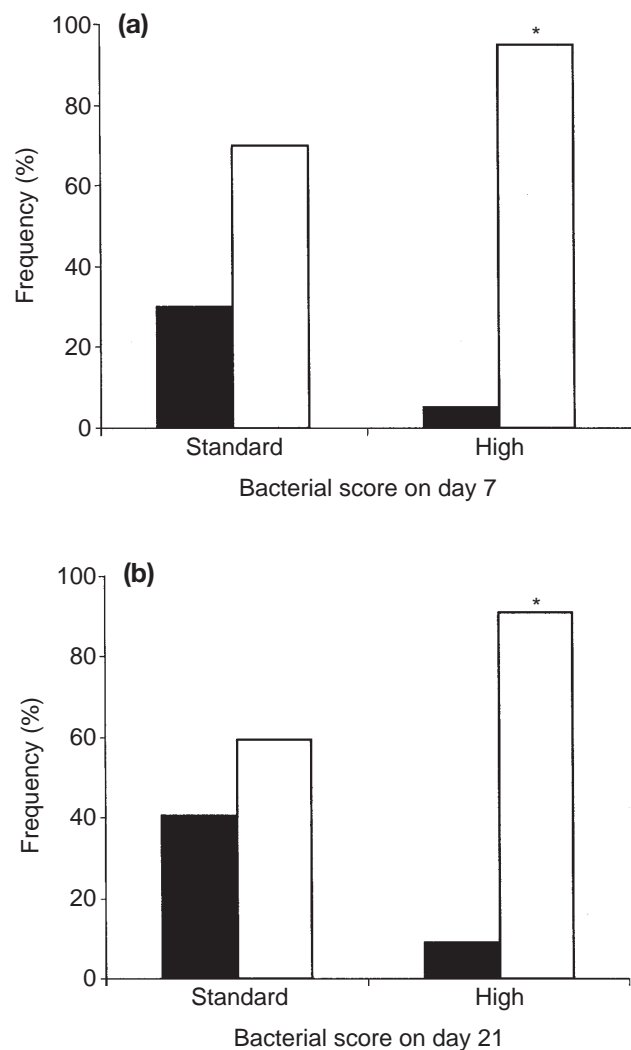 (a)
100
80
60
40
20
0
Frequency (%)
*
Standard High
Bacterial score on day 7
(b)
100
80
60
40
20
0
Frequency (%)
*
Standard High
Bacterial score on day 21